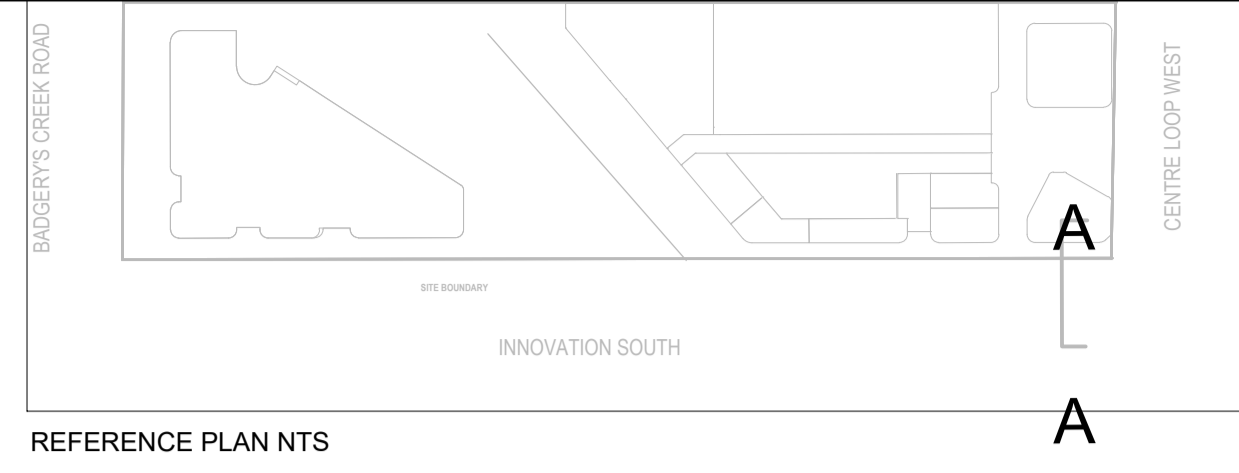 BADGERY'S CREEK ROAD
CENTRE LOOP WEST
A
SITE BOUNDARY
INNOVATION SOUTH
A
REFERENCE PLAN NTS